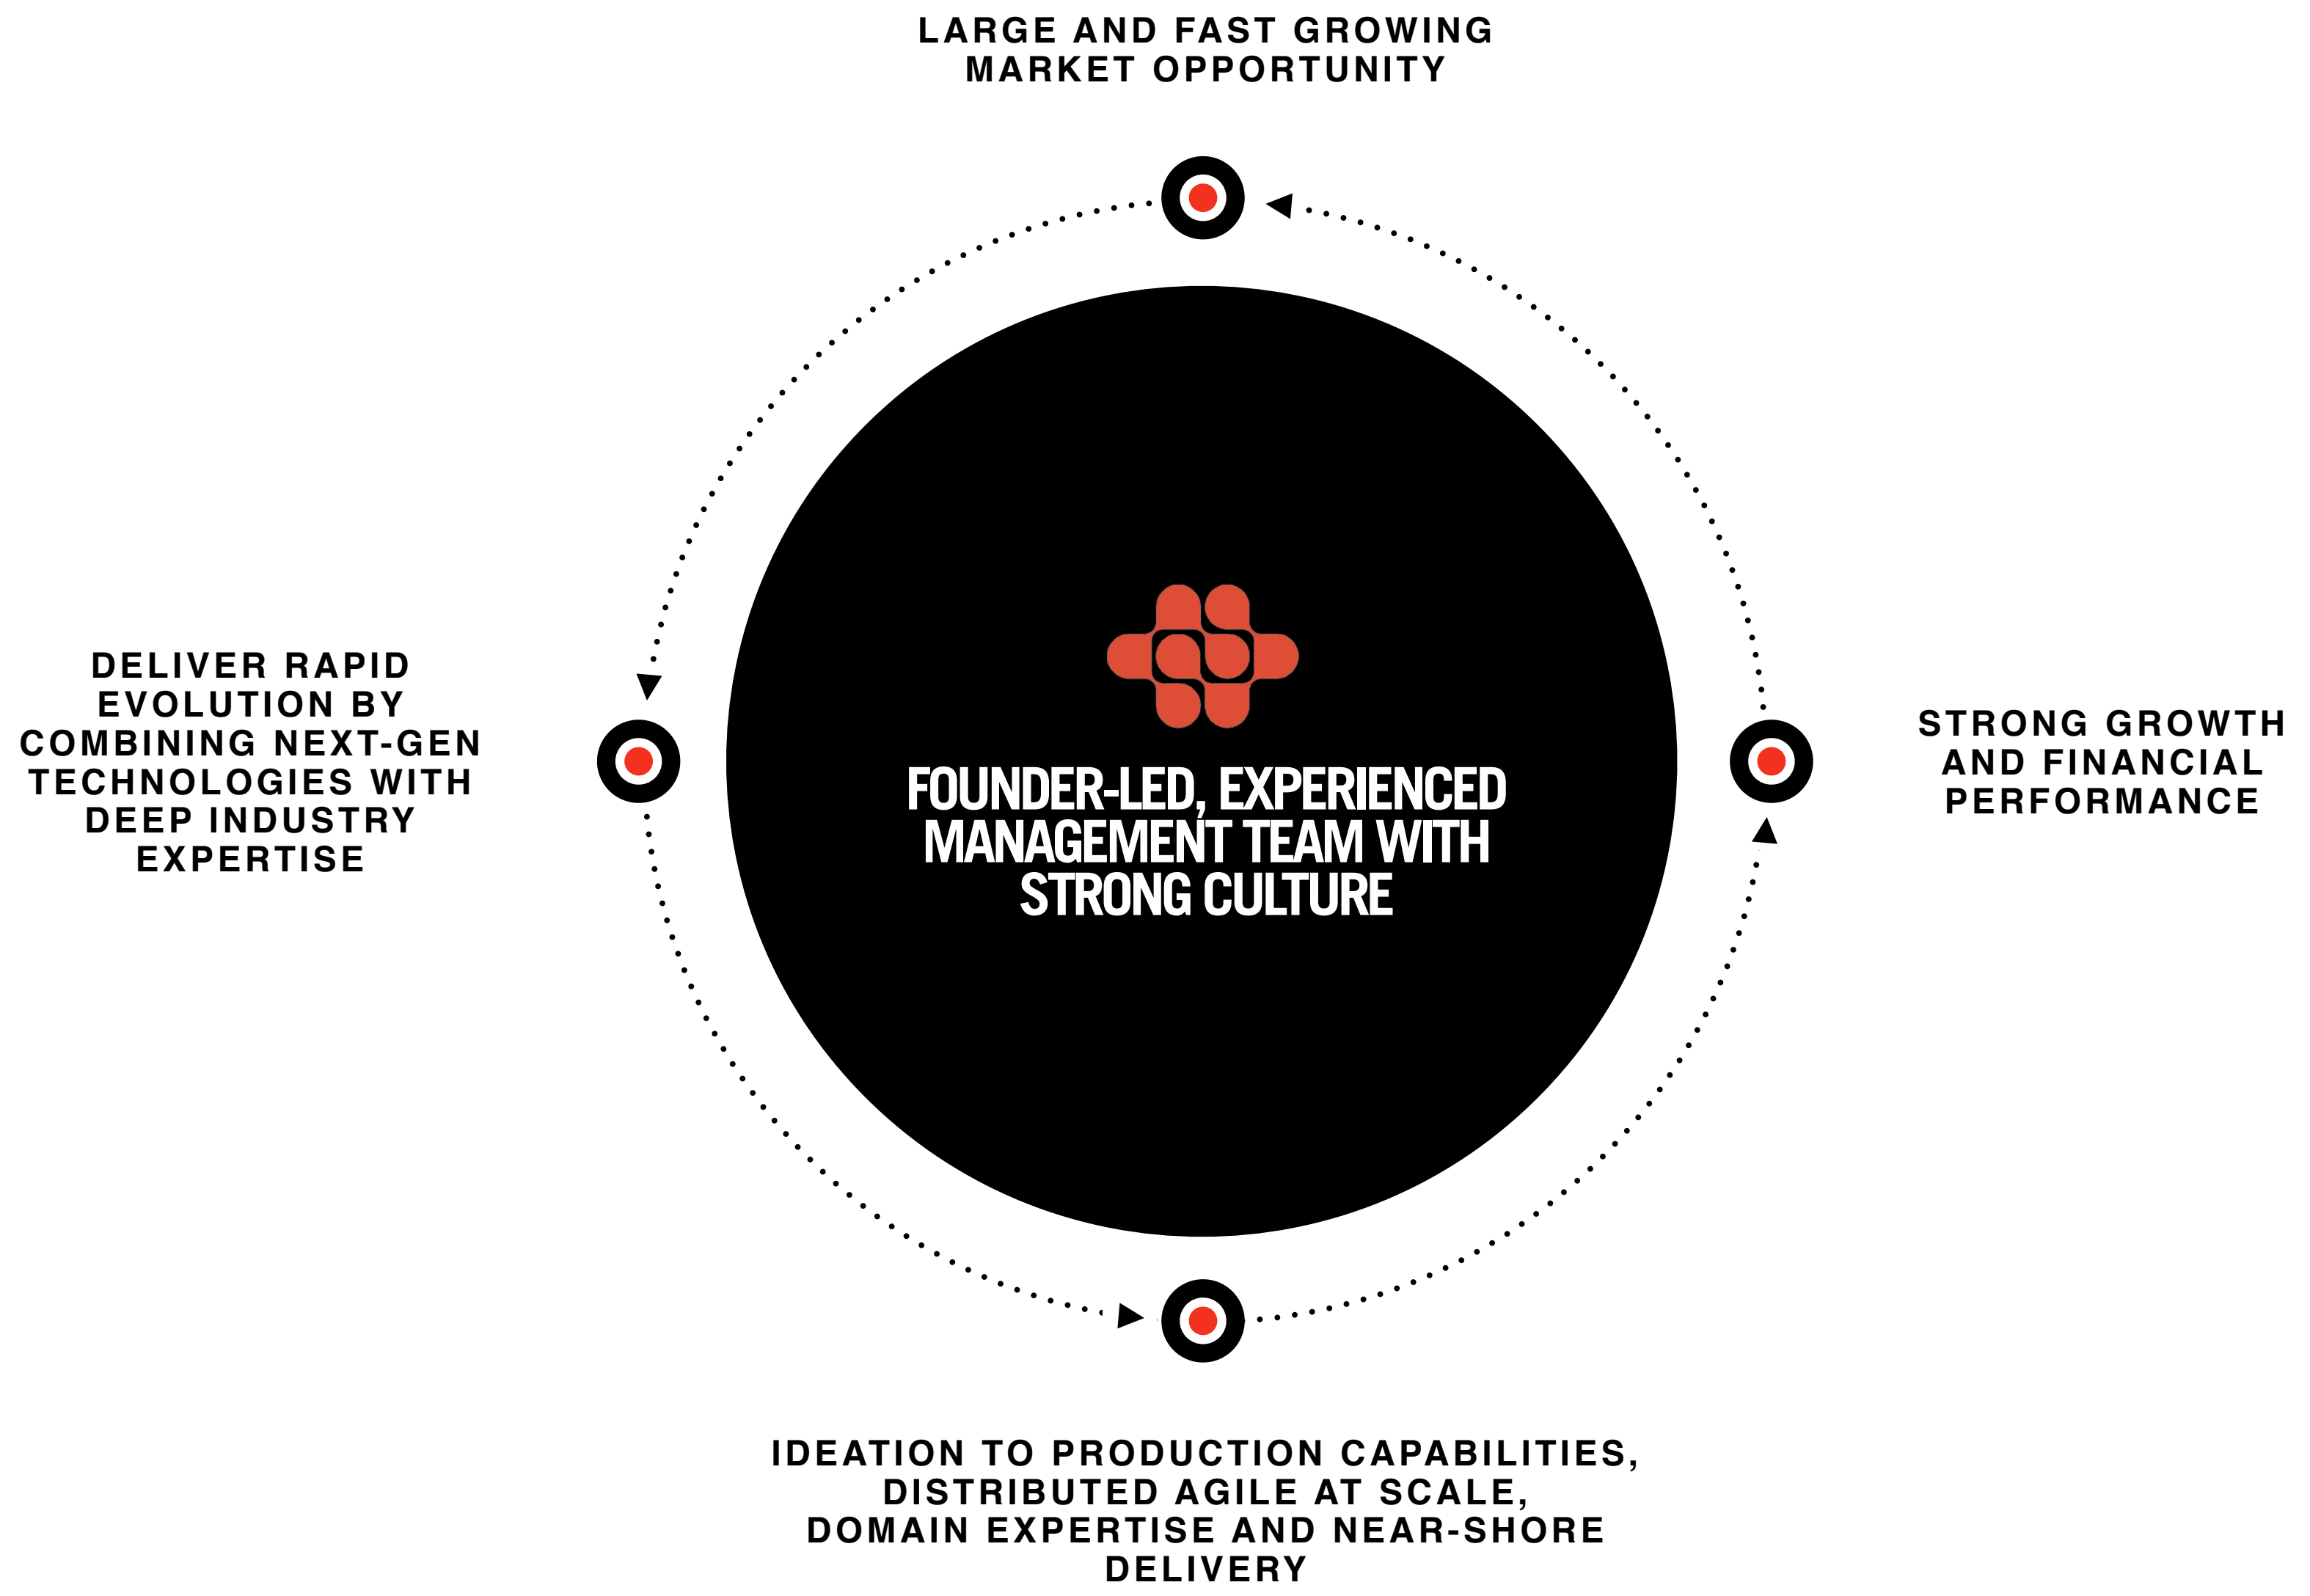 LARGE AND FAST GROWING
MARKET OPPORTUNITY
DELIVER RAPID
EVOLUTION BY
COMBINING NEXT-GEN
TECHNOLOGIES WITH
DEEP INDUSTRY
EXPERTISE
FOUNDER-LED, EXPERIENCED
MANAGEMENT TEAM WITH
STRONG CULTURE
STRONG GROWTH
AND FINANCIAL
PERFORMANCE
IDEATION TO PRODUCTION CAPABILITIES,
DISTRIBUTED AGILE AT SCALE,
DOMAIN EXPERTISE AND NEAR-SHORE
DELIVERY